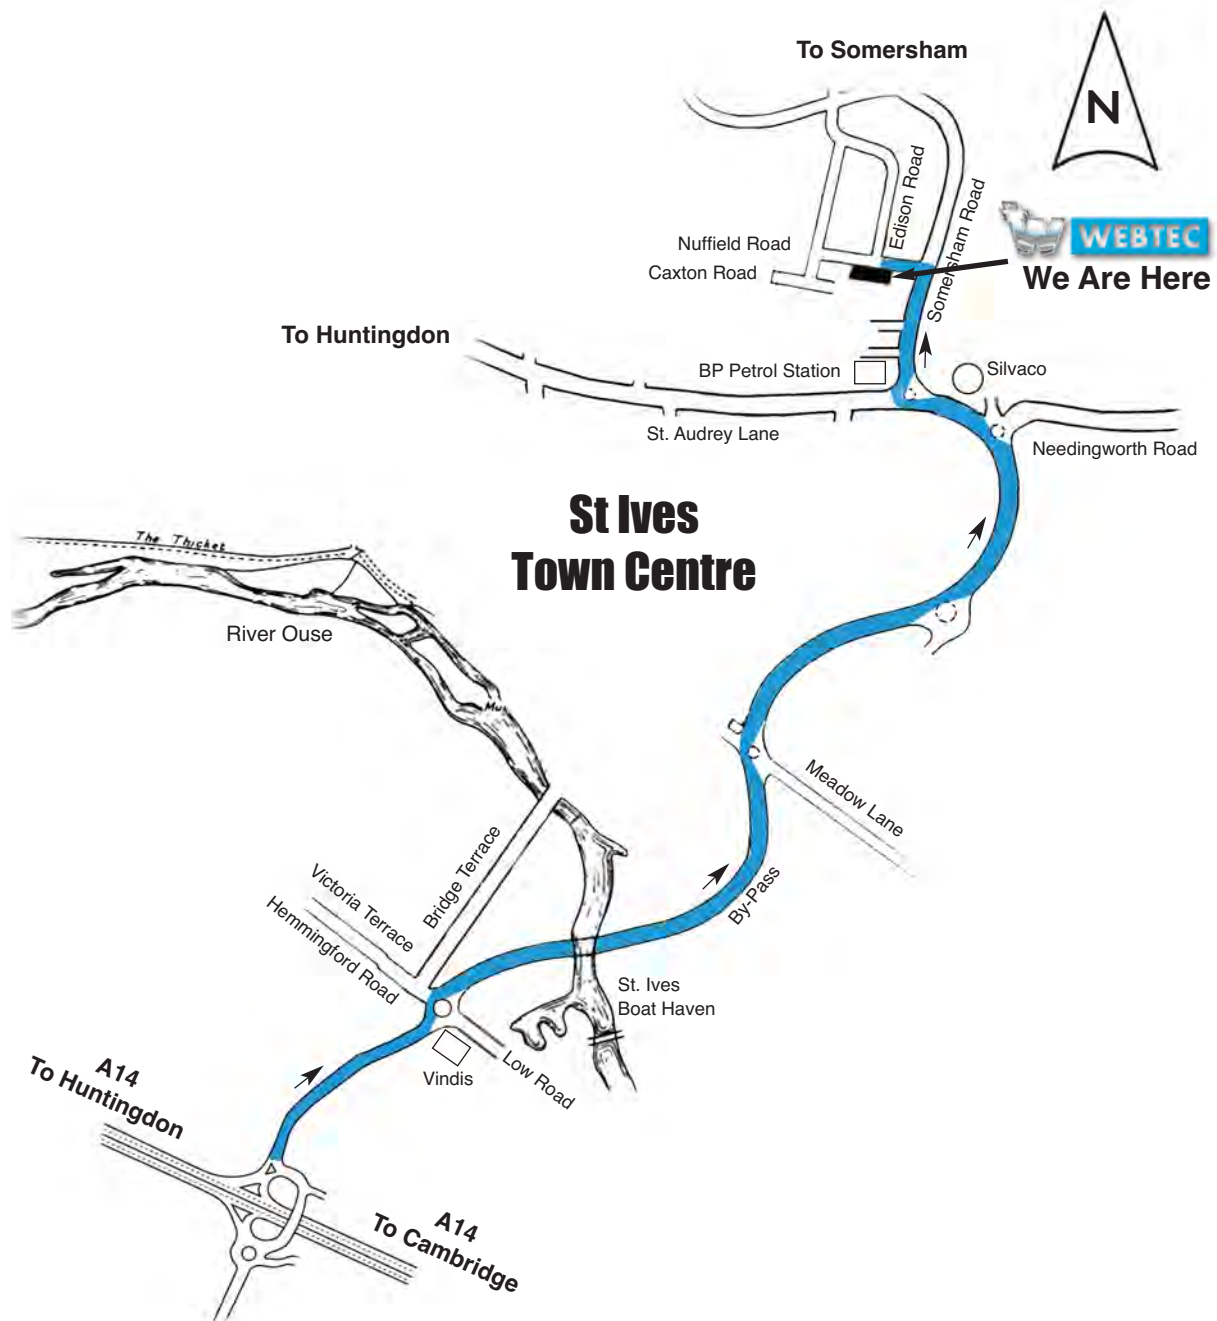 To Somersham
N
Edison Road
Somersham Road
Nuffield Road
Caxton Road
WEBTEC
We Are Here
To Huntingdon
BP Petrol Station
Silvaco
St. Audrey Lane
Needingworth Road
St Ives
Town Centre
The Thicket
River Ouse
Meadow Lane
Bridge Terrace
Victoria Terrace
Hemmingford Road
By-Pass
St. Ives
Boat Haven
Low Road
Vindis
A14
To Huntingdon
A14
To Cambridge